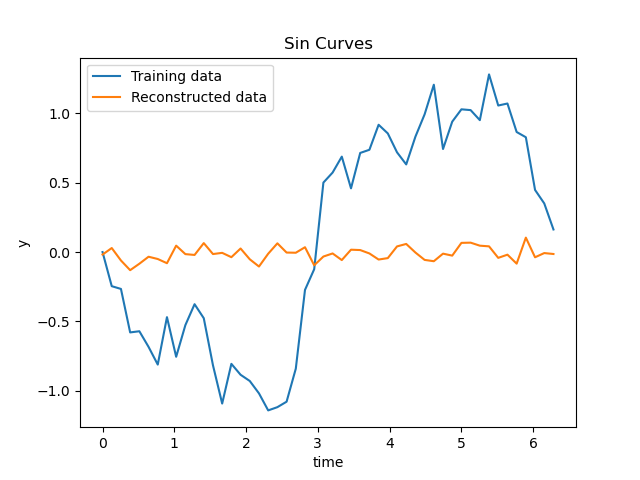 Sin Curves
Training data
Reconstructed data
1.0
0.5
0.0
−0.5
−1.0
y
0 1 2 3 4 5 6
time